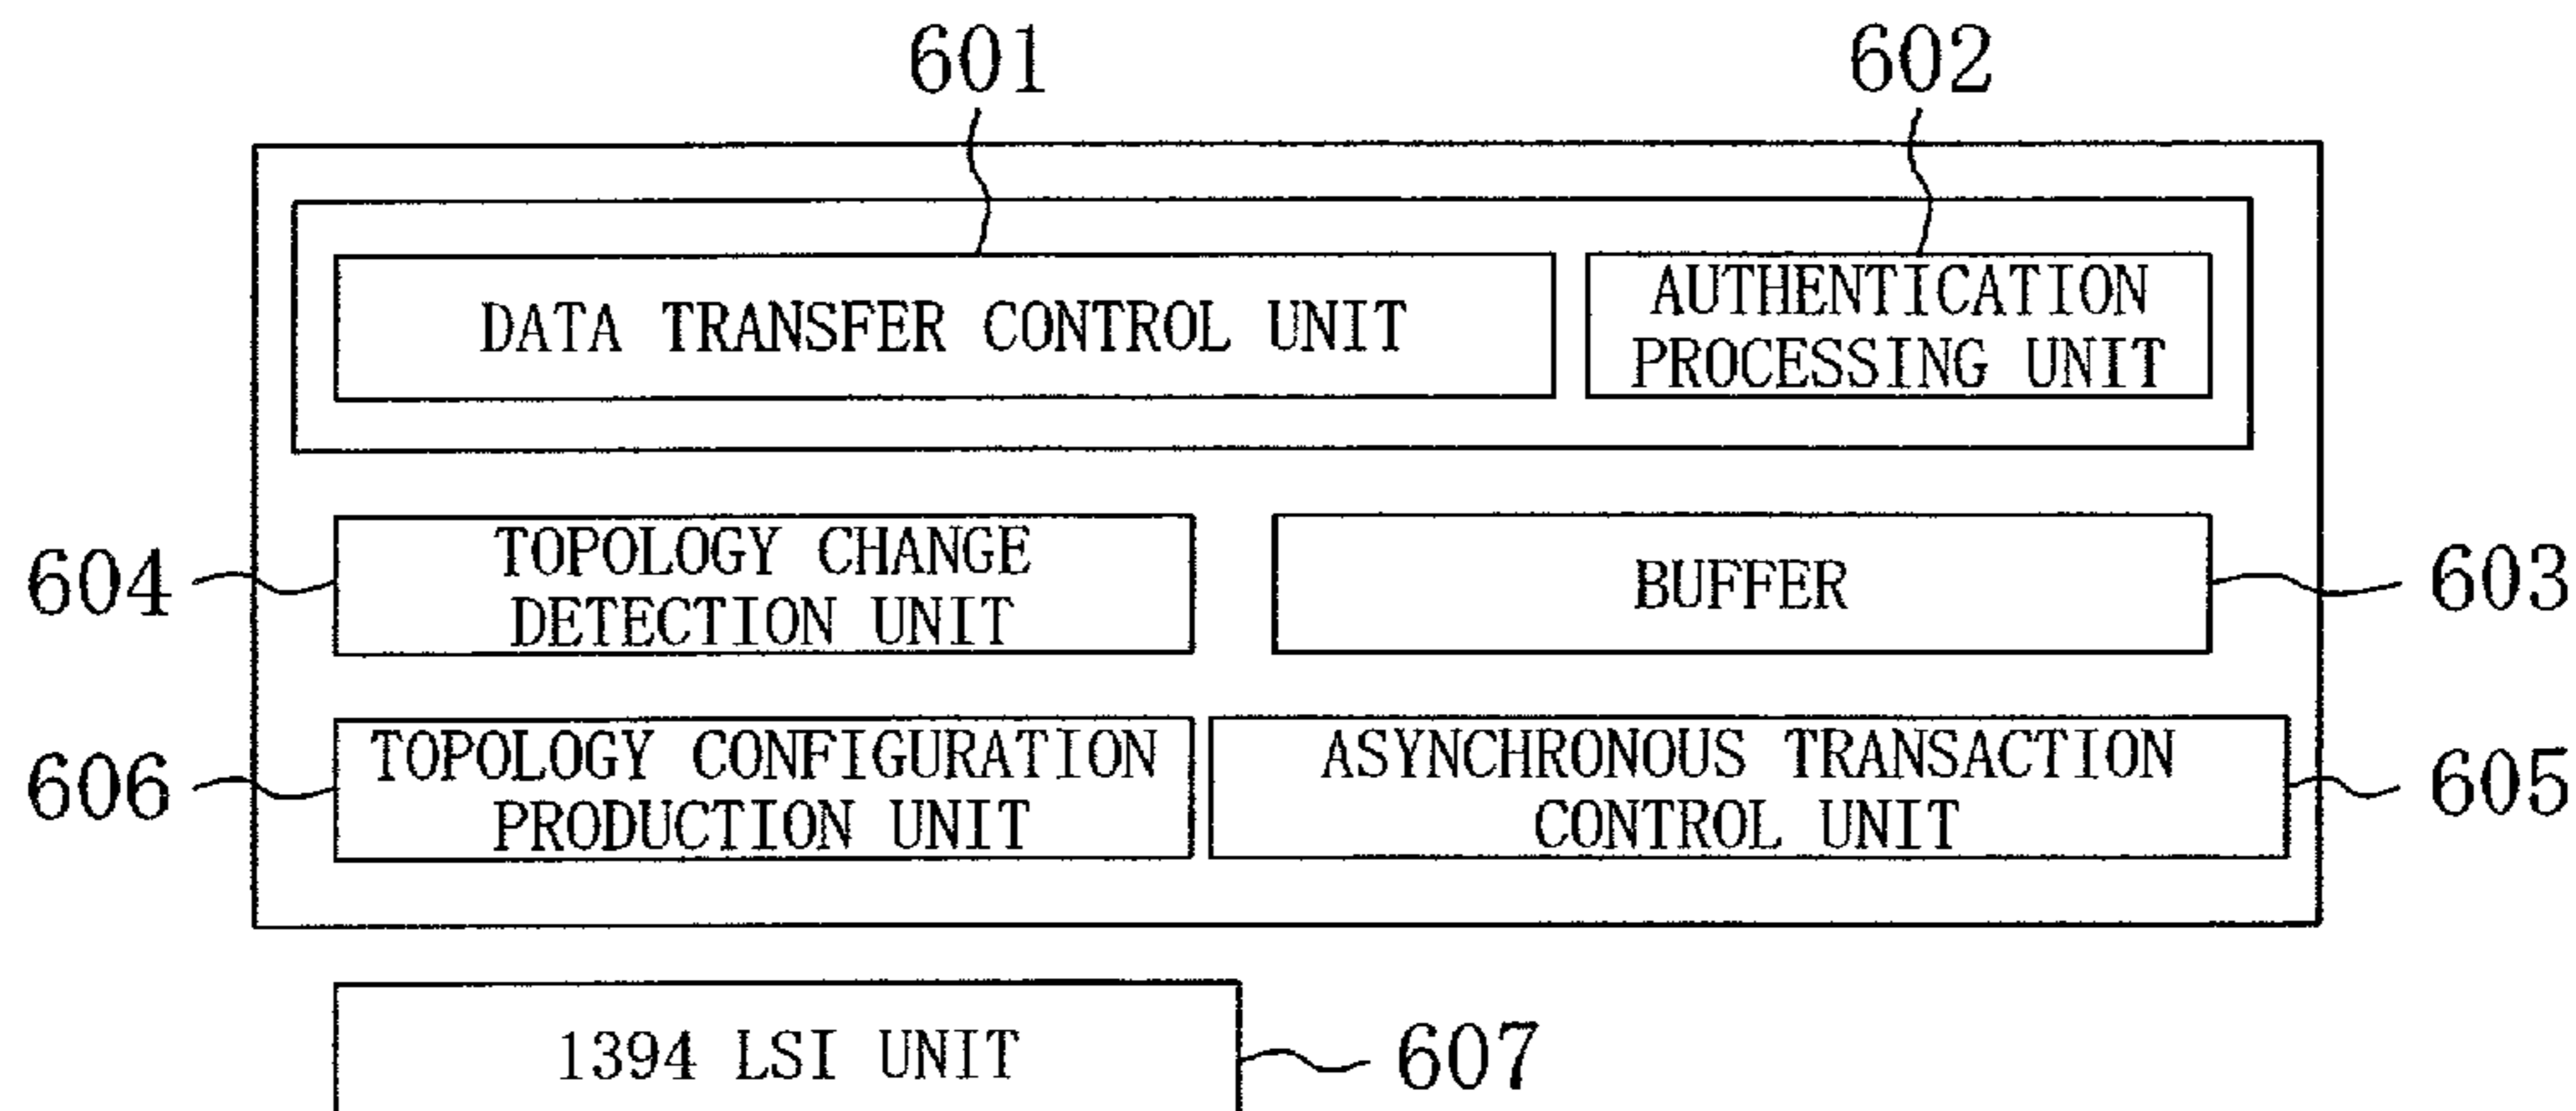 601
602
DATA TRANSFER CONTROL UNIT
AUTHENTICATION
PROCESSING UNIT
604
TOPOLOGY CHANGE
DETECTION UNIT
BUFFER
603
606
TOPOLOGY CONFIGURATION
PRODUCTION UNIT
ASYNCHRONOUS TRANSACTION
CONTROL UNIT
605
1394 LSI UNIT
607